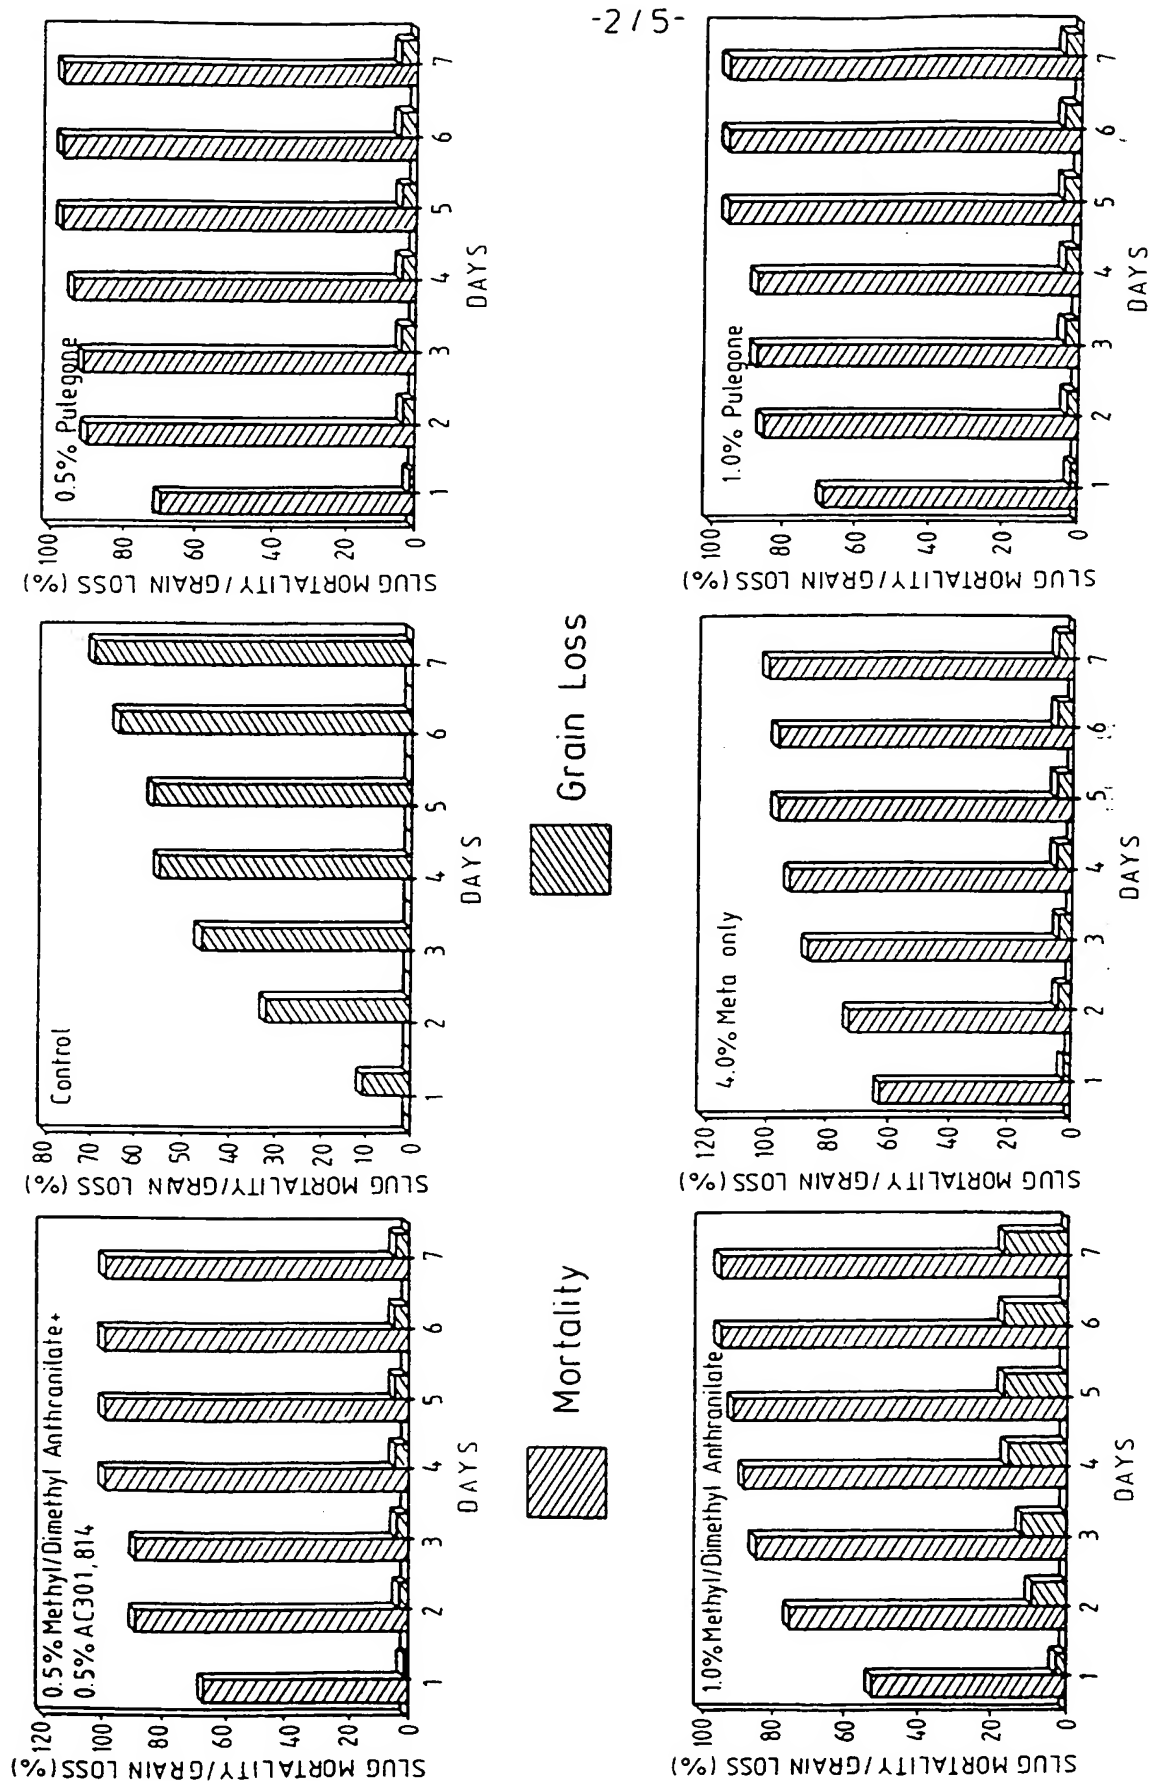 -2/5-
0.5% Pulegone
SLUG MORTALITY/GRAIN LOSS (%)
100
80
60
40
20
0
1 2 3 4 5 6 7
DAYS
1.0% Pulegone
SLUG MORTALITY/GRAIN LOSS (%)
100
80
60
40
20
0
1 2 3 4 5 6 7
DAYS
Control
SLUG MORTALITY/GRAIN LOSS (%)
80
70
60
50
40
30
20
10
0
1 2 3 4 5 6 7
DAYS
Grain Loss
4.0% Meta only
SLUG MORTALITY/GRAIN LOSS (%)
120
100
80
60
40
20
0
1 2 3 4 5 6 7
DAYS
0.5% Methyl/Dimethyl Anthranilate+
0.5% AC301,814
SLUG MORTALITY/GRAIN LOSS (%)
120
100
80
60
40
20
0
1 2 3 4 5 6 7
DAYS
Mortality
1.0% Methyl/Dimethyl Anthranilate
SLUG MORTALITY/GRAIN LOSS (%)
100
80
60
40
20
0
1 2 3 4 5 6 7
DAYS